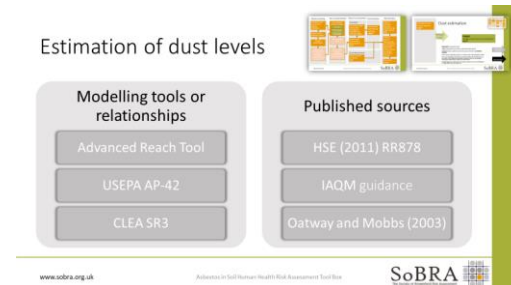 Estimation of dust levels
Dust estimation
Modelling tools or
relationships
Advanced Reach Tool
USEPA AP-42
CLEA SR3
Published sources
HSE (2011) RR878
IAQM guidance
Oatway and Mobbs (2003)
www.sobra.org.uk
Asbestos in Soil Human Health Risk Assessment Tool Box
SoBRA